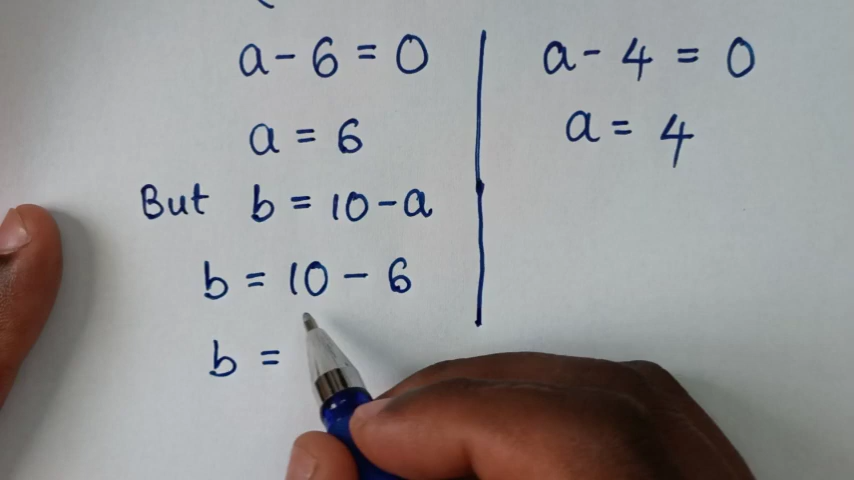 a - 6 = 0
a = 6
But b = 10 - a
b = 10 - 6
b =
a - 4 = 0
a = 4